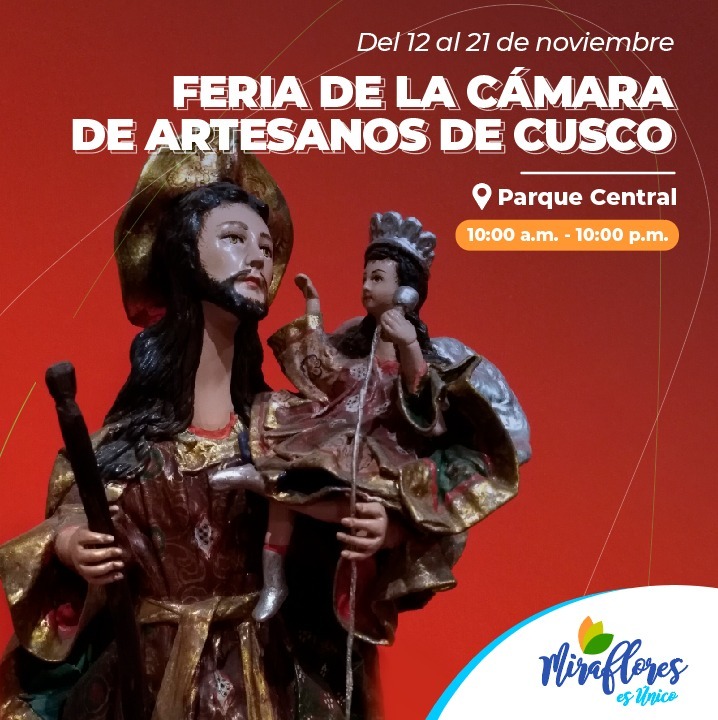 Del 12 al 21 de noviembre
FERIA DE LA CÁMARA
DE ARTESANOS DE CUSCO
Parque Central
10:00 a.m. - 10:00 p.m.
Miraflores
es Único